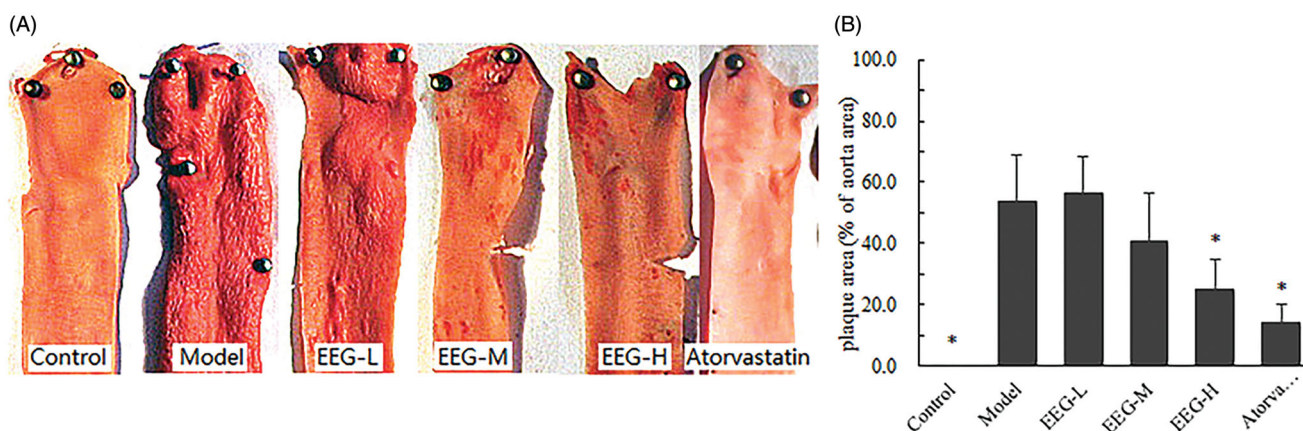 (A)
Control
Model
EEG-L
EEG-M
EEG-H
Atorvastatin
(B)
plaque area (% of aorta area)
100.0
80.0
60.0
40.0
20.0
0.0
*
*
*
Control
Model
EEG-L
EEG-M
EEG-H
Atorva...